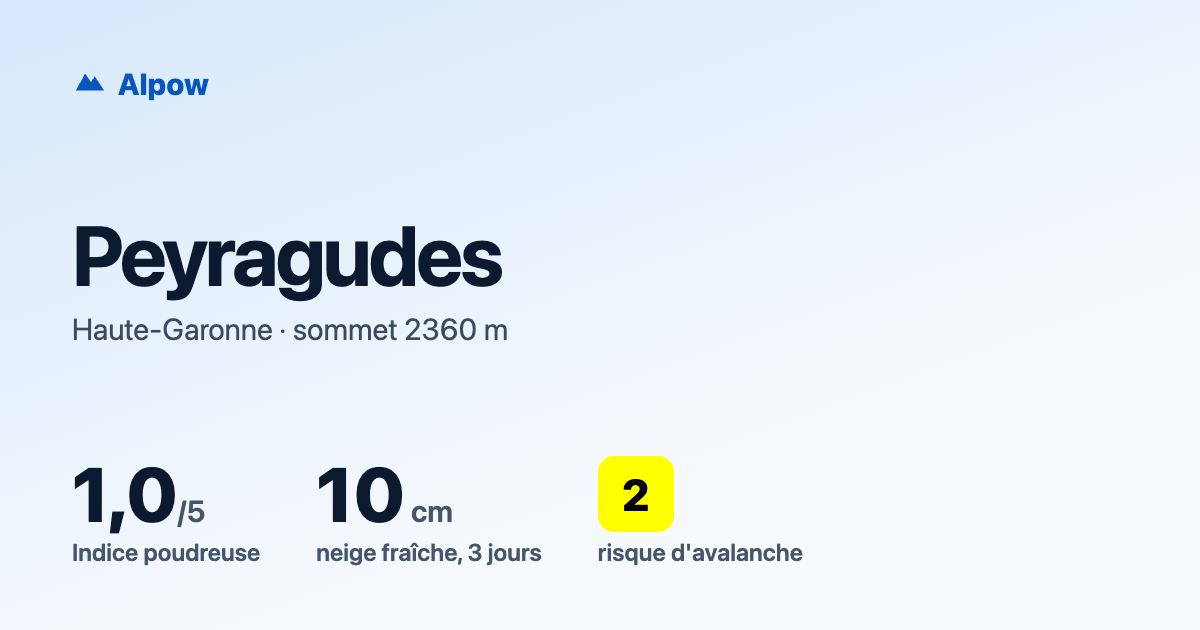 Alpow
Peyragudes
Haute-Garonne · sommet 2360 m
1,0/5
Indice poudreuse
10 cm
neige fraîche, 3 jours
2
risque d'avalanche